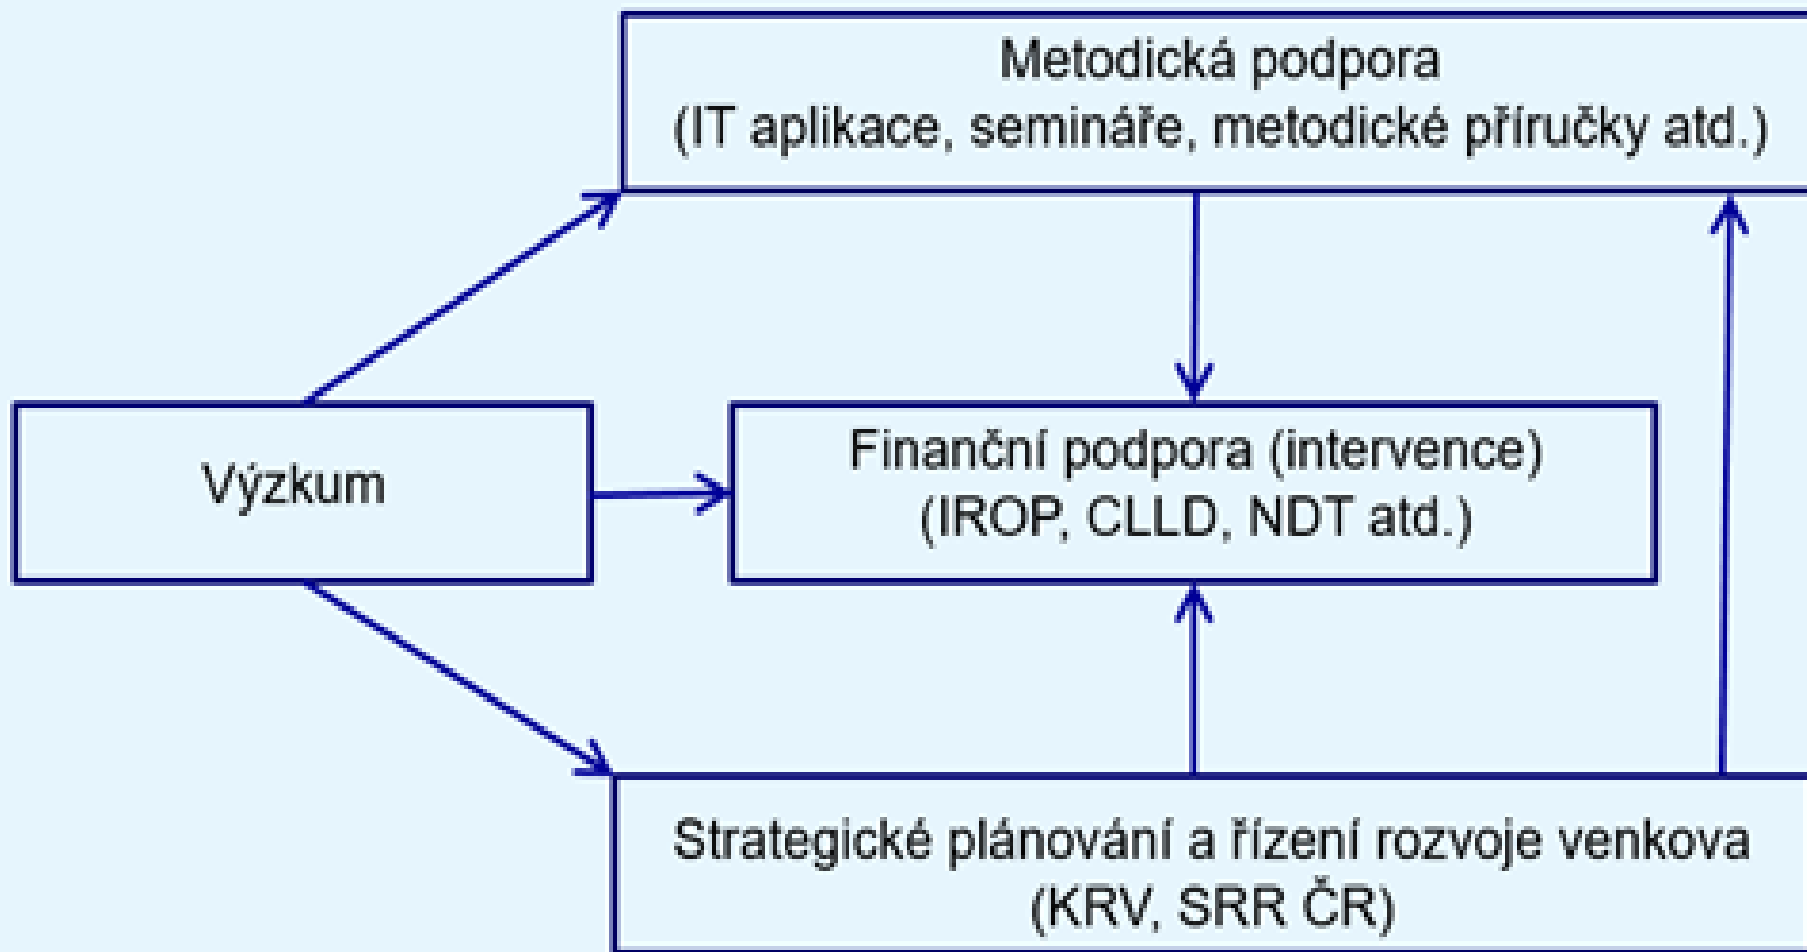 Metodická podpora
(IT aplikace, semináře, metodické příručky atd.)
Výzkum
Finanční podpora (intervence)
(IROP, CLLD, NDT atd.)
Strategické plánování a řízení rozvoje venkova
(KRV, SRR ČR)